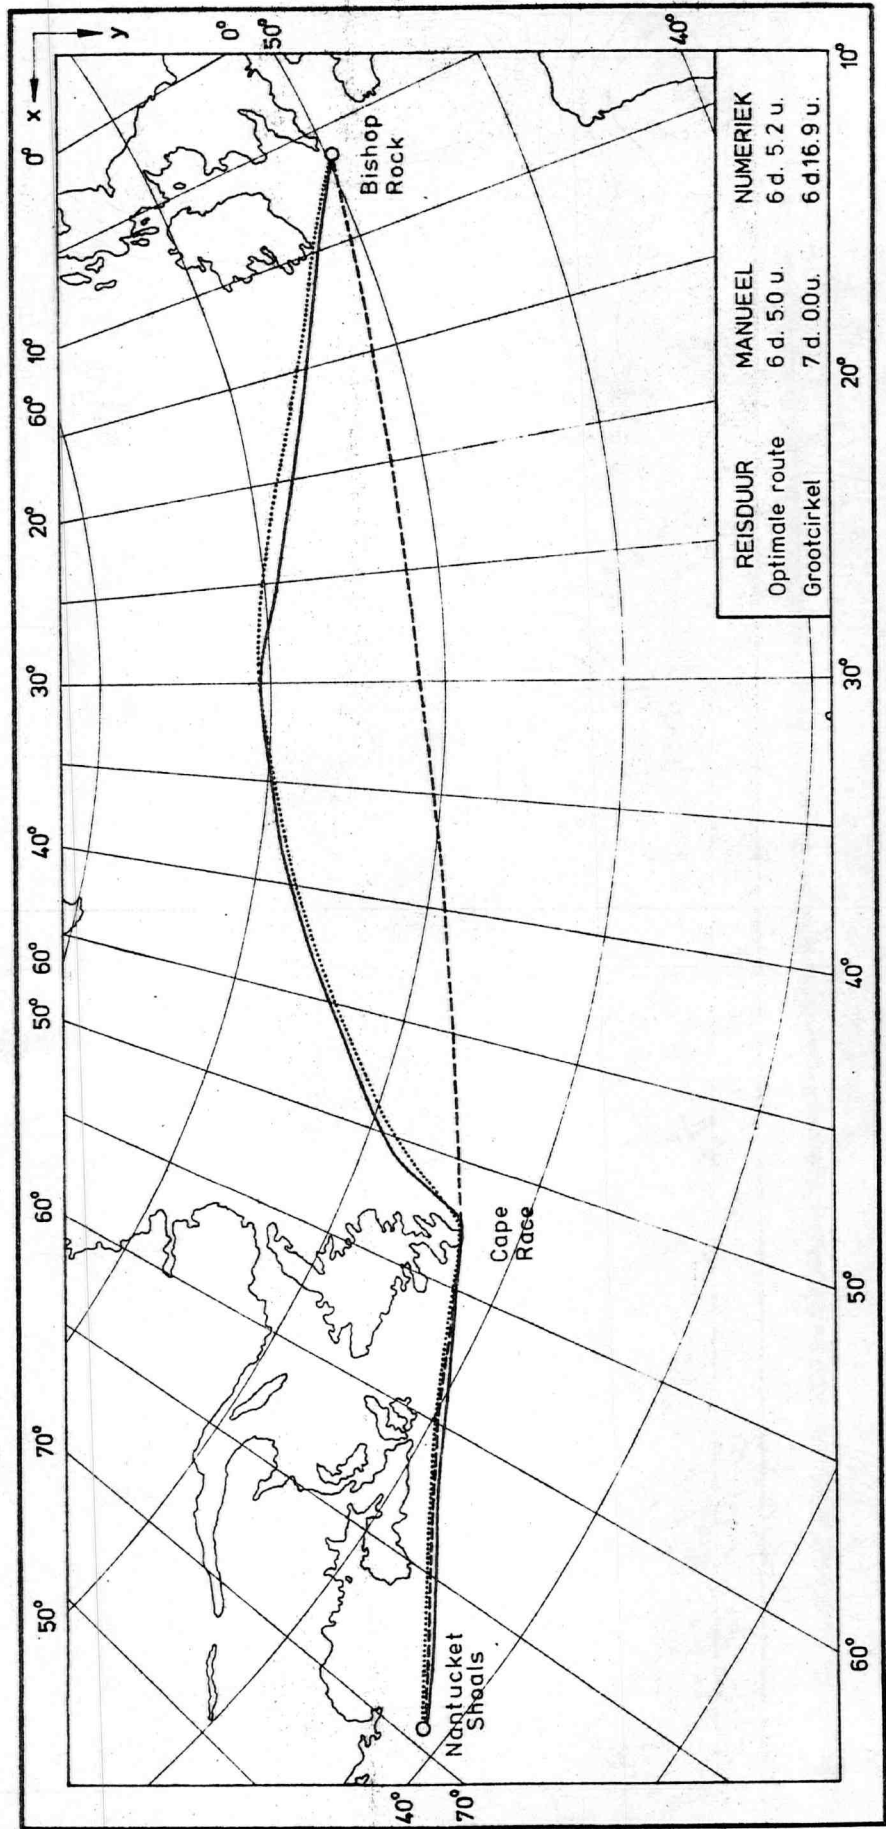 x
y
0°
10°
60°
20°
30°
40°
60°
50°
60°
70°
50°
0°
50°
40°
10°
20°
30°
40°
50°
60°
40°
70°
Bishop
Rock
Cape
Race
Nantucket
Shoals
REISDUUR MANUEEL NUMERIEK
Optimale route 6 d. 5.0 u. 6 d. 5.2 u.
Grootcirkel 7 d. 0.0u. 6 d.16.9 u.